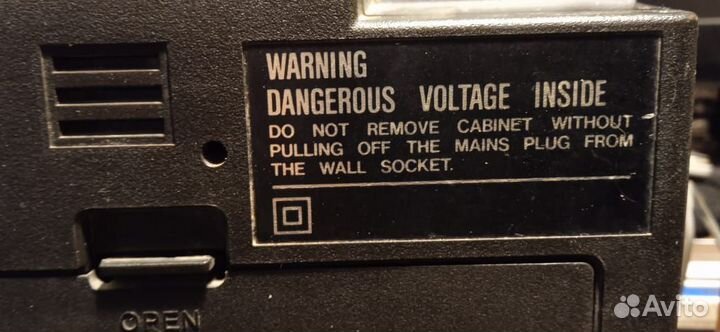 WARNING
DANGEROUS VOLTAGE INSIDE
DO NOT REMOVE CABINET WITHOUT
PULLING OFF THE MAINS PLUG FROM
THE WALL SOCKET.
OPEN
Avito